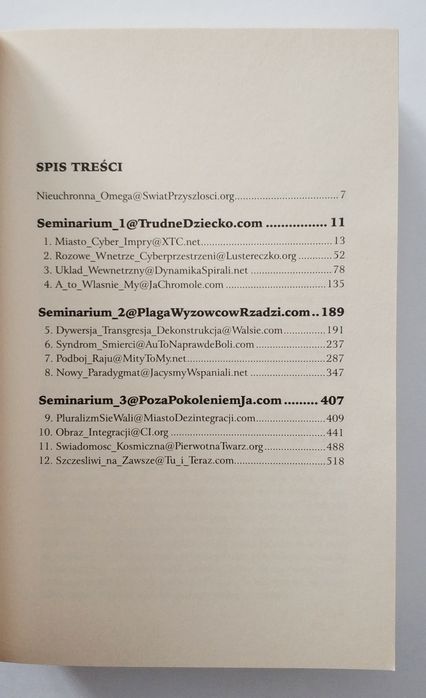 SPIS TREŚCI
Nieuchronna_Omega@SwiatPrzyszlosci.org....................................7
Seminarium_1@TrudneDziecko.com ................ 11
1. Miasto_Cyber_Impry@XTC.net..............................................13
2. Rozowe_Wnetrze_Cyberprzestrzeni@Lustereczko.org ............52
3. Uklad_Wewnetrzny@DynamikaSpirali.net .............................78
4. A_to_Wlasnie_My@JaChromole.com ...................................135
Seminarium_2@PlagaWyzowcowRzadzi.com..189
5. Dywersja_Transgresja_Dekonstrukcja@Walsie.com...............191
6. Syndrom_Smierci@AuToNaprawdeBoli.com .........................237
7. Podboj_Raju@MityToMy.net.................................................287
8. Nowy_Paradygmat@JacysmyWspaniali.net ...........................347
Seminarium_3@PozaPokoleniemJa.com ......... 407
9. PluralizmSieWali@MiastoDezintegracji.com.........................409
10. Obraz_Integracji@CI.org ......................................................441
11. Swiadomosc_Kosmiczna@PierwotnaTwarz.org......................488
12. Szczesliwi_na_Zawsze@Tu_i_Teraz.com................................518